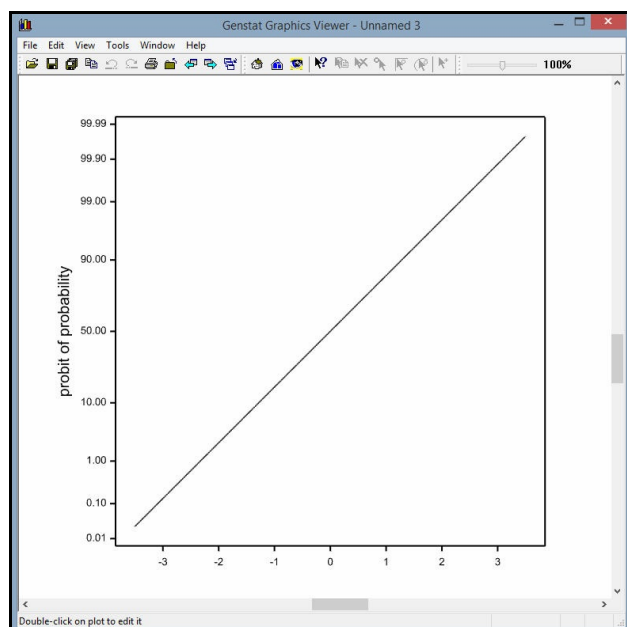 Genstat Graphics Viewer - Unnamed 3
File Edit View Tools Window Help
100%
99.99
99.90
99.00
90.00
50.00
10.00
1.00
0.10
0.01
probit of probability
-3 -2 -1 0 1 2 3
Double-click on plot to edit it